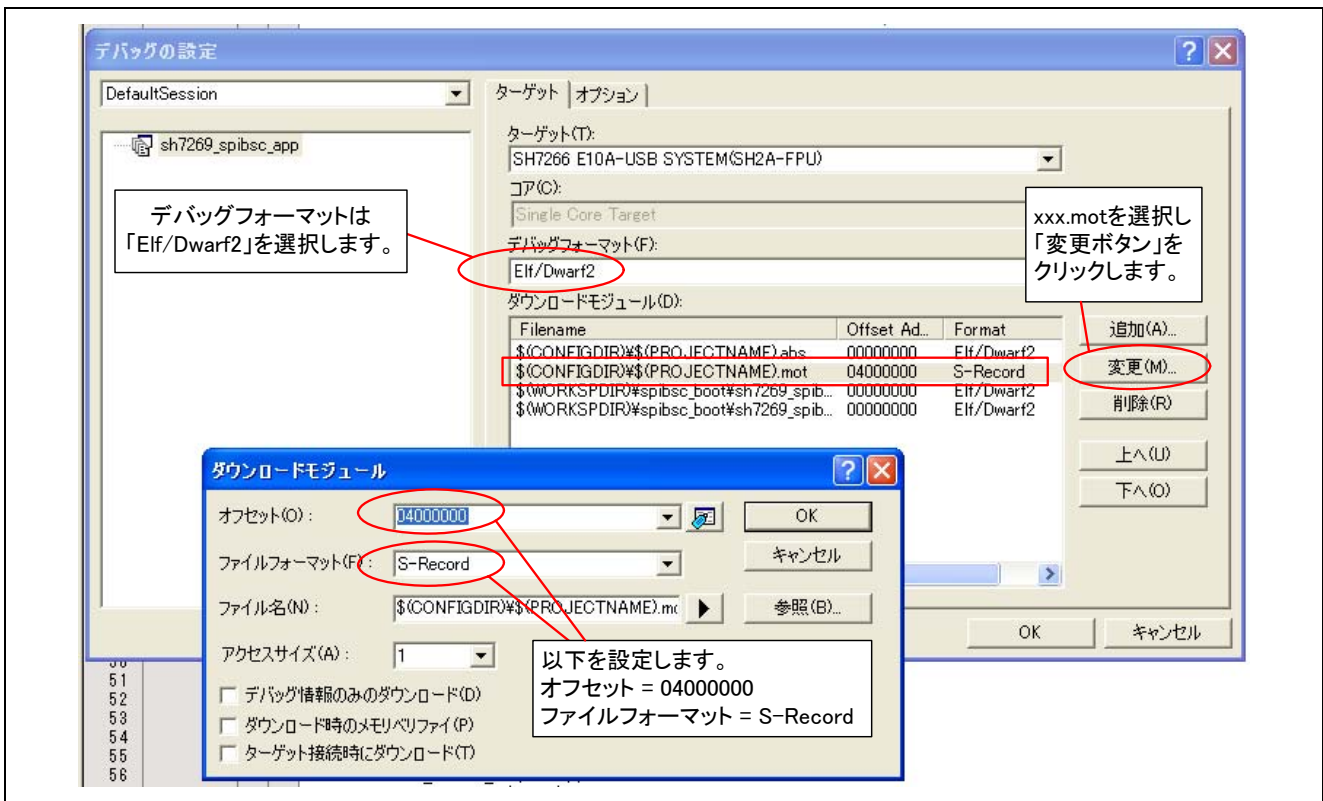 デバッグの設定
DefaultSession
sh7269_spibsc_app
デバッグフォーマットは
「Elf/Dwarf2」を選択します。
ターゲット
オプション
ターゲット(T):
SH7266 E10A-USB SYSTEM(SH2A-FPU)
コア(C):
Single Core Target
デバッグフォーマット(F):
Elf/Dwarf2
xxx.motを選択し
「変更ボタン」を
クリックします。
ダウンロードモジュール(D):
Filename Offset Ad... Format
$(CONFIGDIR)¥$(PROJECTNAME).abs 00000000 Elf/Dwarf2
$(CONFIGDIR)¥$(PROJECTNAME).mot 04000000 S-Record
$(WORKSPDIR)¥spibsc_boot¥sh7269_spib... 00000000 Elf/Dwarf2
$(WORKSPDIR)¥spibsc_boot¥sh7269_spib... 00000000 Elf/Dwarf2
追加(A)...
変更(M)...
削除(R)
上へ(U)
下へ(O)
OK
キャンセル
ダウンロードモジュール
オフセット(O):
04000000
OK
ファイルフォーマット(F):
S-Record
キャンセル
ファイル名(N):
$(CONFIGDIR)¥$(PROJECTNAME).mc
参照(B)...
アクセスサイズ(A):
1
デバッグ情報のみのダウンロード(D)
ダウンロード時のメモリベリファイ(P)
ターゲット接続時にダウンロード(T)
以下を設定します。
オフセット = 04000000
ファイルフォーマット = S-Record
51
52
53
54
55
56